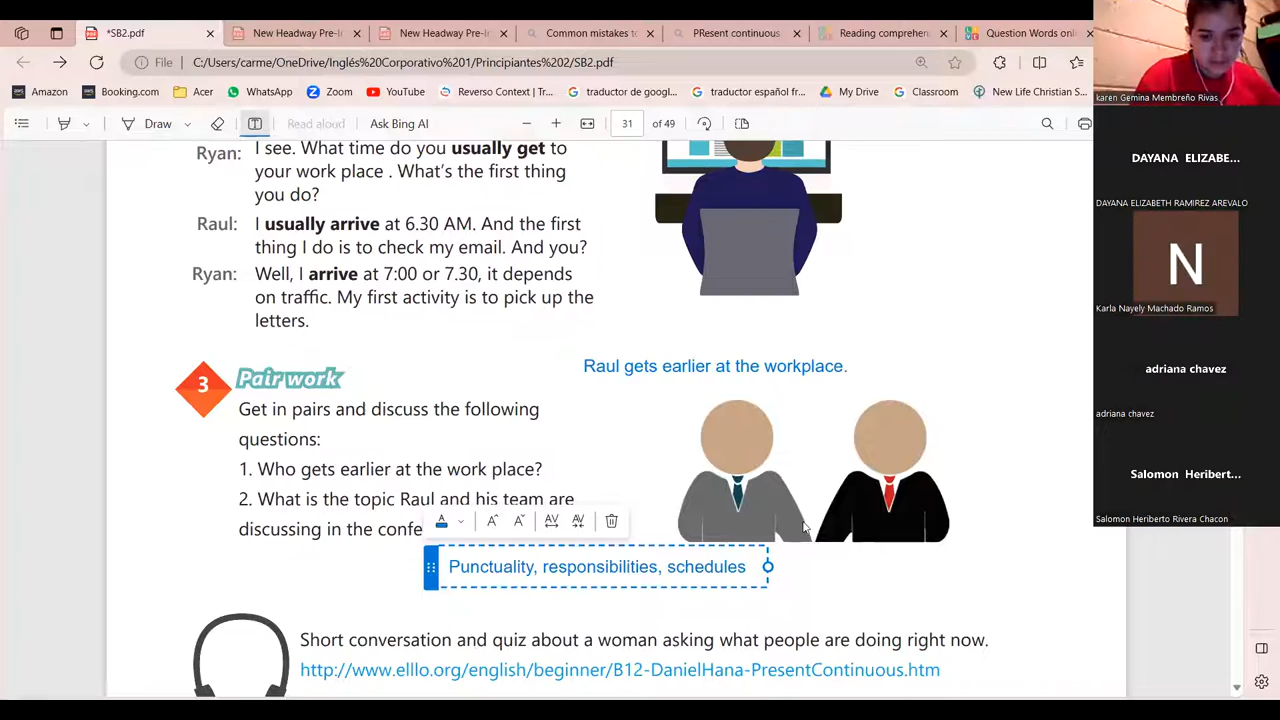 *SB2.pdf
New Headway Pre-In
New Headway Pre-In
Common mistakes to
PResent continuous
Reading comprehen
Question Words onl
File
C:/Users/carme/OneDrive/Inglés%20Corporativo%201/Principiantes%202/SB2.pdf
Amazon
Booking.com
Acer
WhatsApp
Zoom
YouTube
Reverso Context | Tr...
traductor de googl...
traductor español fr...
My Drive
Classroom
New Life Christian S...
Draw
Read aloud
Ask Bing AI
31
of 49
Ryan: I see. What time do you usually get to
your work place . What's the first thing
you do?
Raul: I usually arrive at 6.30 AM. And the first
thing I do is to check my email. And you?
Ryan: Well, I arrive at 7:00 or 7.30, it depends
on traffic. My first activity is to pick up the
letters.
Raul gets earlier at the workplace.
3 Pair work
Get in pairs and discuss the following
questions:
1. Who gets earlier at the work place?
2. What is the topic Raul and his team are
discussing in the confe
Punctuality, responsibilities, schedules
Short conversation and quiz about a woman asking what people are doing right now.
http://www.elllo.org/english/beginner/B12-DanielHana-PresentContinuous.htm
karen Gemina Membreño Rivas
DAYANA ELIZABE...
DAYANA ELIZABETH RAMIREZ AREVALO
N
Karla Nayely Machado Ramos
adriana chavez
adriana chavez
Salomon Heribert...
Salomon Heriberto Rivera Chacon